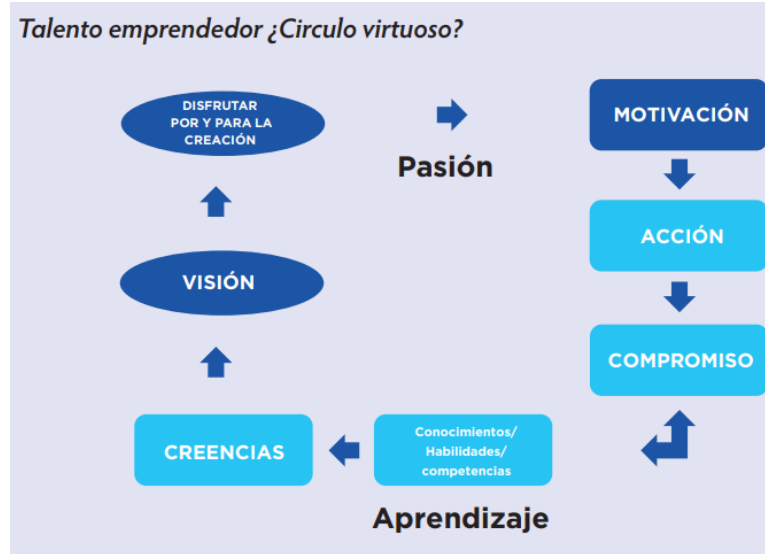 Talento emprendedor ¿Circulo virtuoso?
DISFRUTAR
POR Y PARA LA
CREACIÓN
Pasión
MOTIVACIÓN
ACCIÓN
VISIÓN
COMPROMISO
CREENCIAS
Conocimientos/
Habilidades/
competencias
Aprendizaje